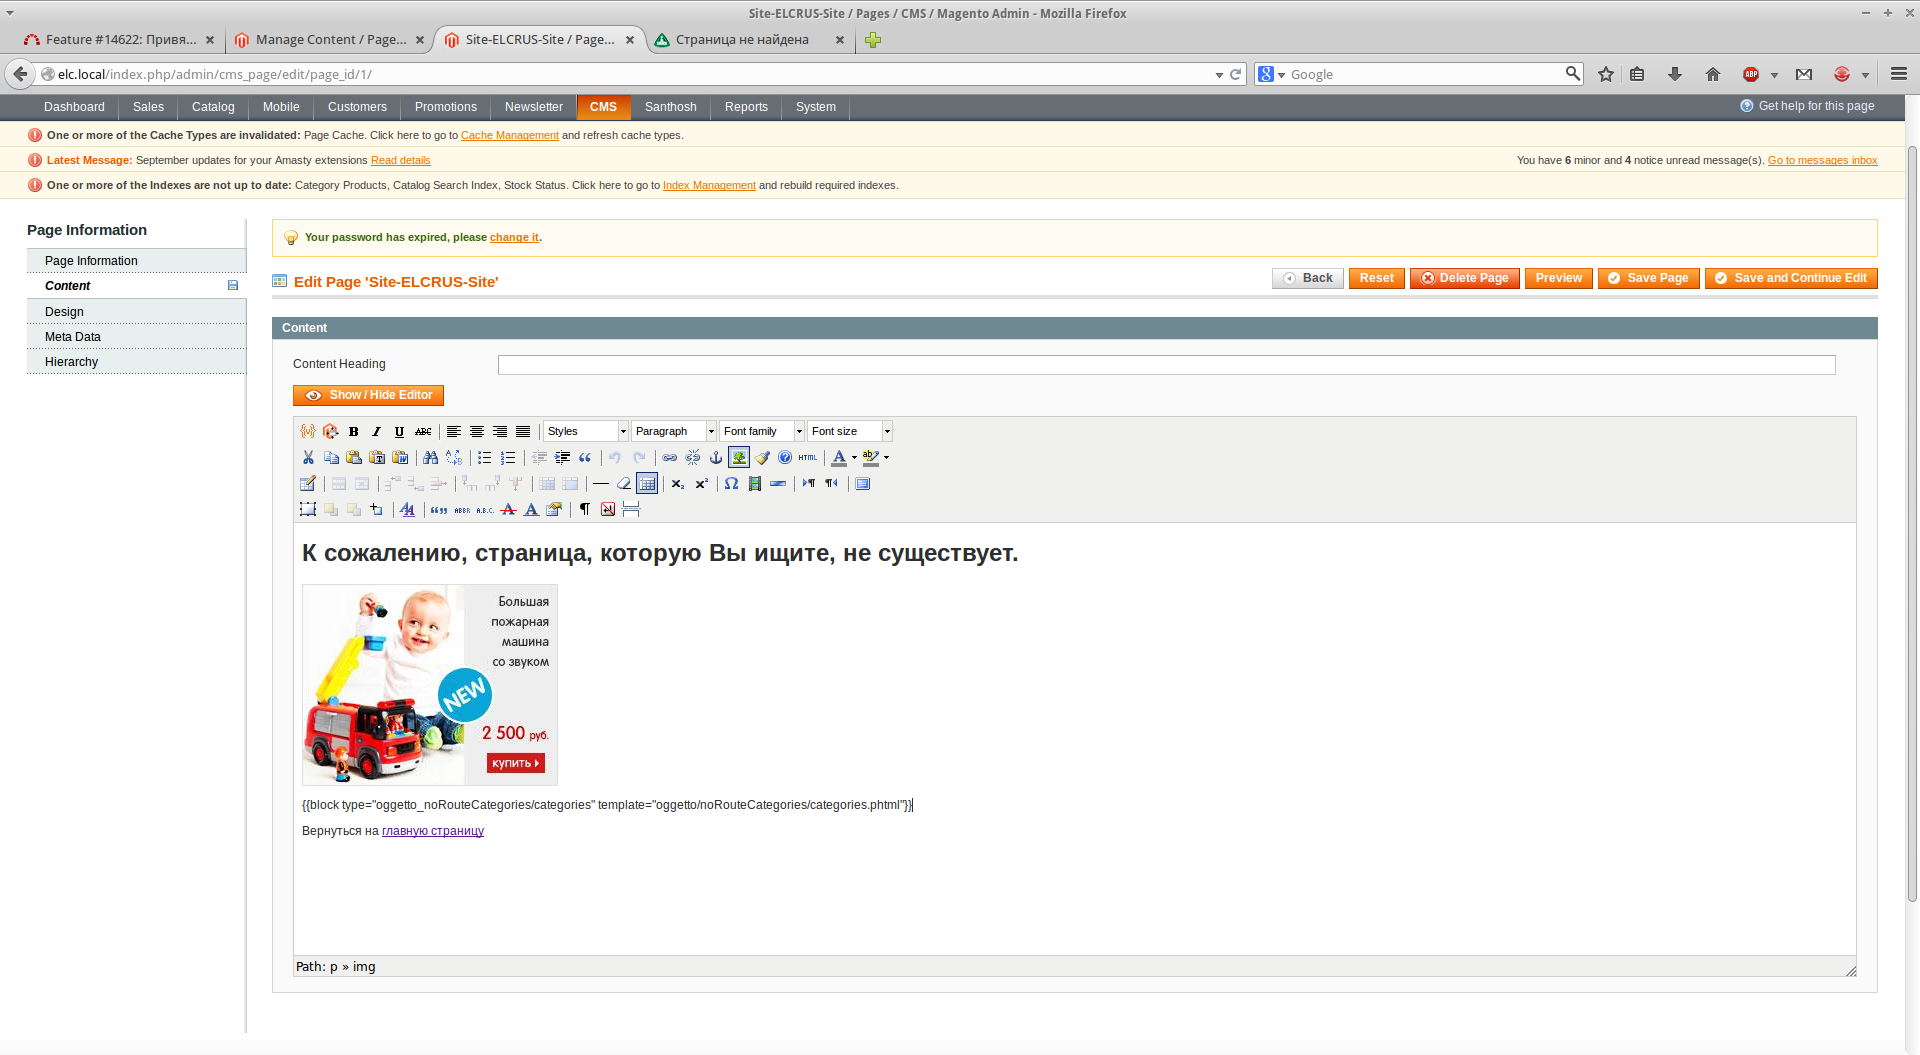 Site-ELCRUS-Site / Pages / CMS / Magento Admin - Mozilla Firefox
Feature #14622: Привя...
Manage Content / Page...
Site-ELCRUS-Site / Page...
Страница не найдена
elc.local/index.php/admin/cms_page/edit/page_id/1/
Google
ABP
Dashboard Sales Catalog Mobile Customers Promotions Newsletter CMS Santhosh Reports System
Get help for this page
One or more of the Cache Types are invalidated: Page Cache. Click here to go to Cache Management and refresh cache types.
Latest Message: September updates for your Amasty extensions Read details
You have 6 minor and 4 notice unread message(s). Go to messages inbox
One or more of the Indexes are not up to date: Category Products, Catalog Search Index, Stock Status. Click here to go to Index Management and rebuild required indexes.
Page Information
Page Information
Content
Design
Meta Data
Hierarchy
Your password has expired, please change it.
Edit Page 'Site-ELCRUS-Site'
Back Reset Delete Page Preview Save Page Save and Continue Edit
Content
Content Heading
Show / Hide Editor
B I U ABC Styles Paragraph Font family Font size
HTML A ab
ABBR A.B.C. A A
К сожалению, страница, которую Вы ищите, не существует.
Большая
пожарная
машина
со звуком
NEW
2 500 руб.
купить
{{block type="oggetto_noRouteCategories/categories" template="oggetto/noRouteCategories/categories.phtml"}}
Вернуться на главную страницу
Path: p » img